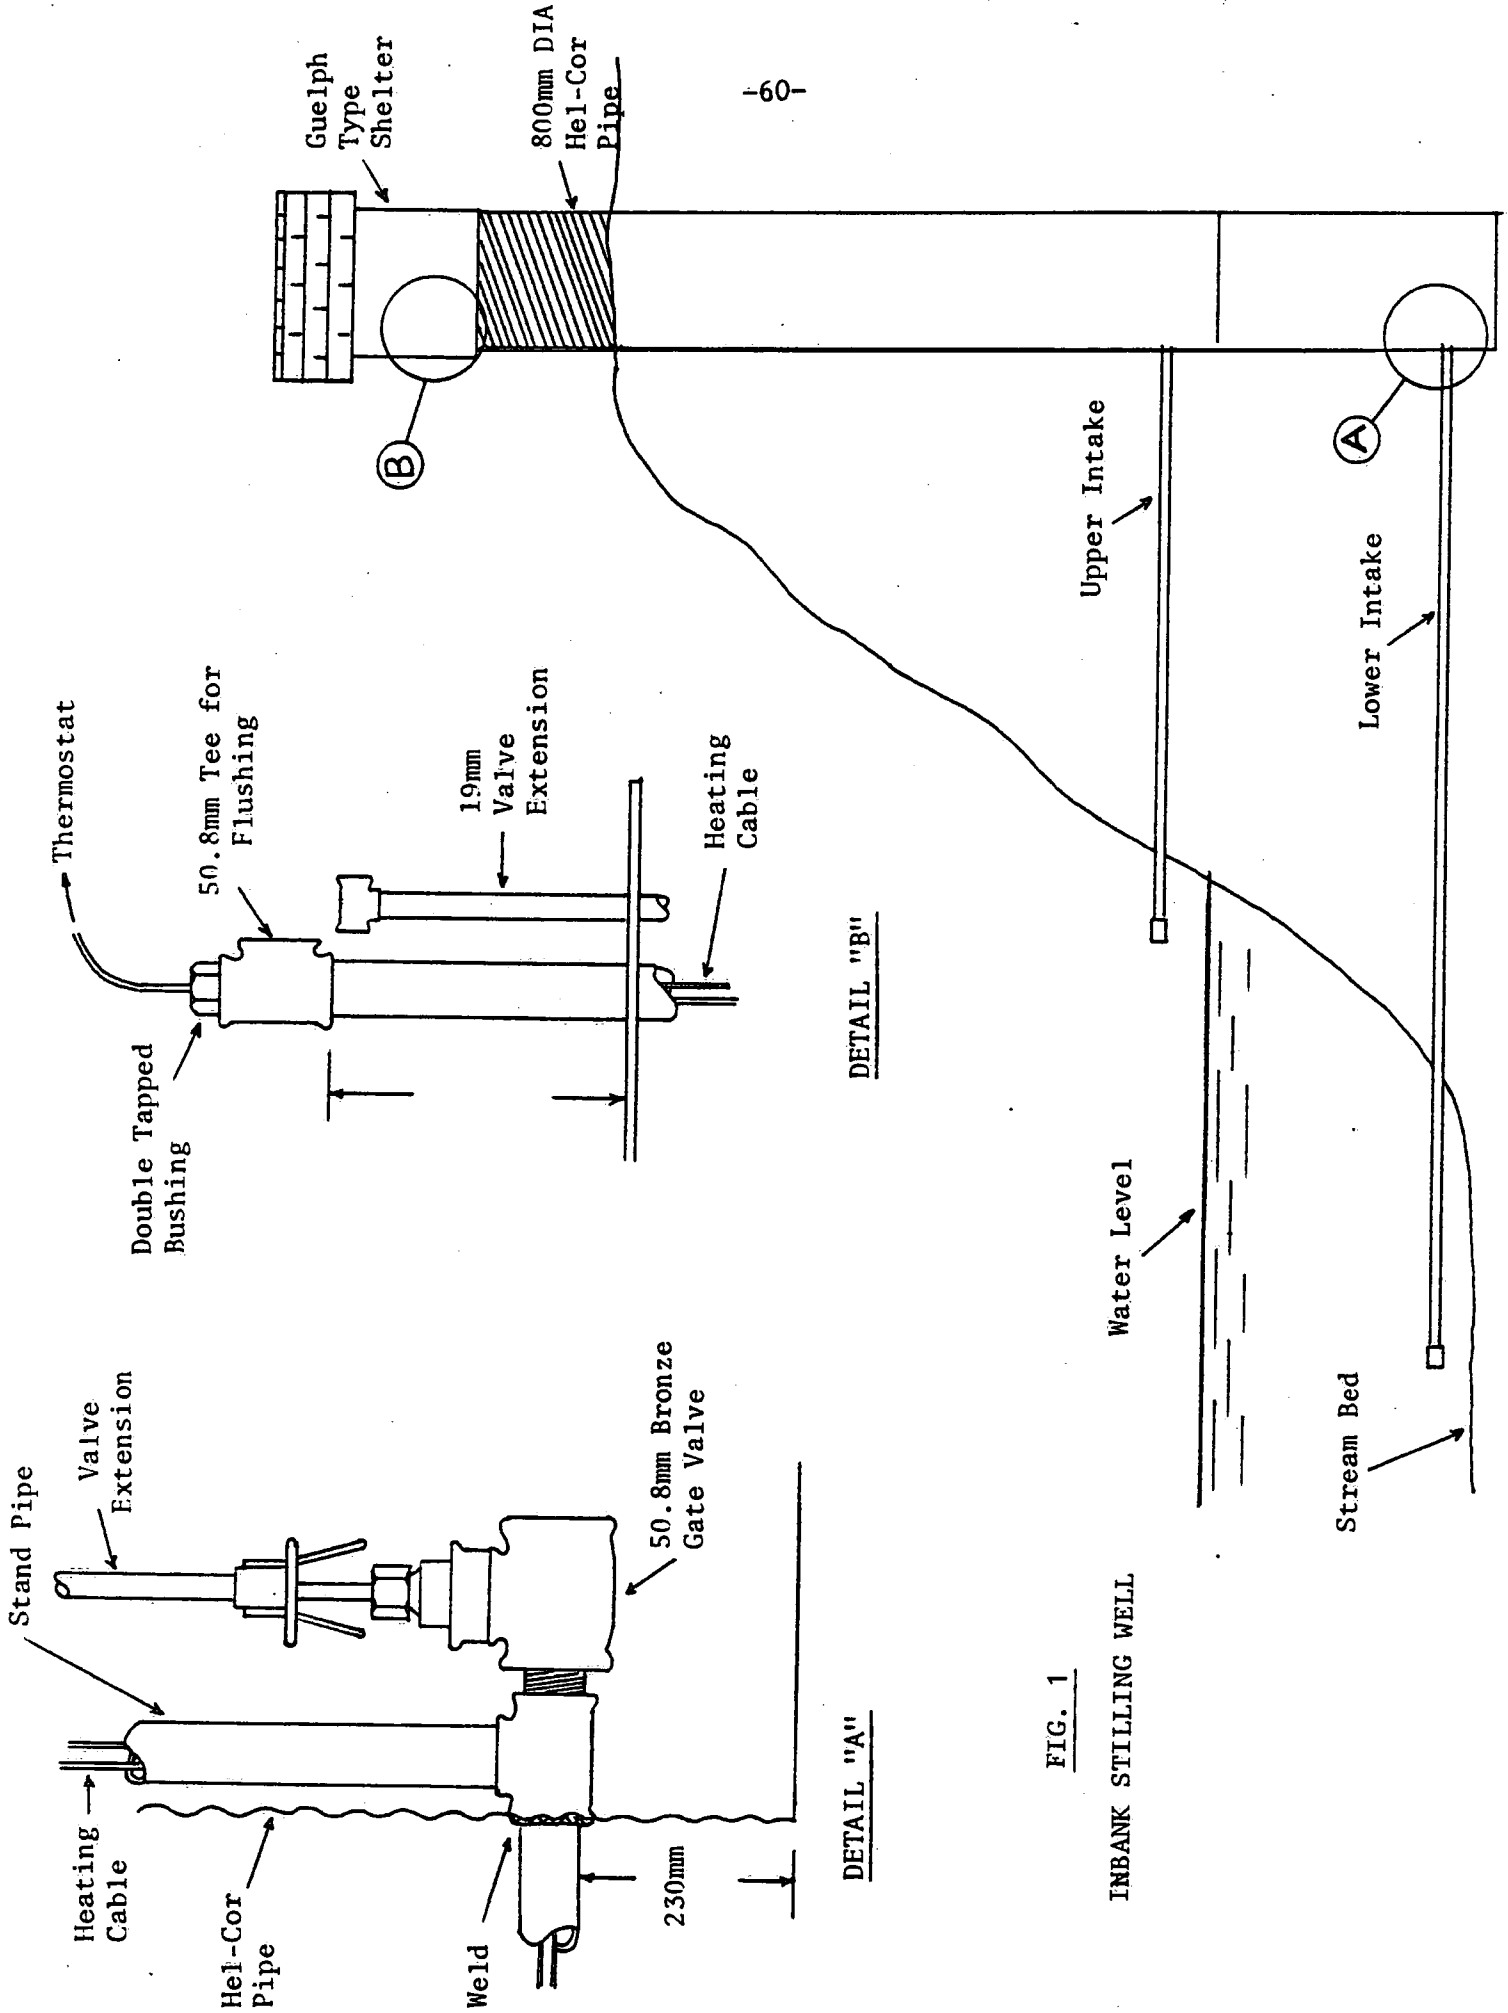 -60-
Guelph
Type
Shelter
800mm DIA
Hel-Cor
Pipe
B
Upper Intake
A
Lower Intake
Water Level
Stream Bed
Thermostat
50.8mm Tee for
Flushing
19mm
Valve
Extension
Heating
Cable
Double Tapped
Bushing
DETAIL "B"
Stand Pipe
Valve
Extension
Heating
Cable
Hel-Cor
Pipe
Weld
230mm
50.8mm Bronze
Gate Valve
DETAIL "A"
FIG. 1
INBANK STILLING WELL